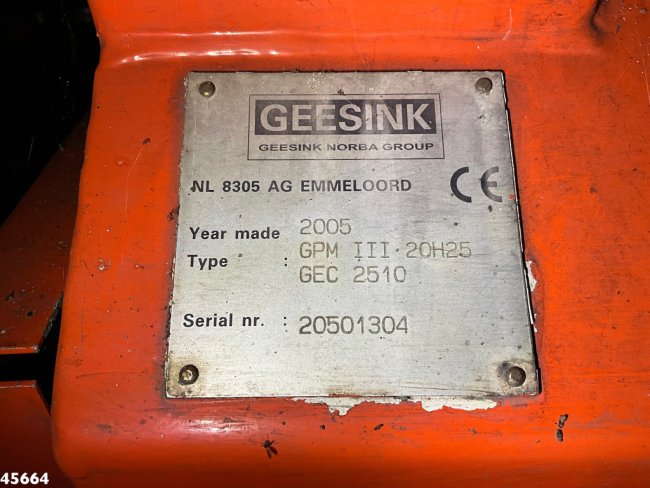 GEESINK
GEESINK NORBA GROUP
NL 8305 AG EMMELOORD CE
Year made 2005
Type : GPM III 20H25
GEC 2510
Serial nr. : 20501304
45664